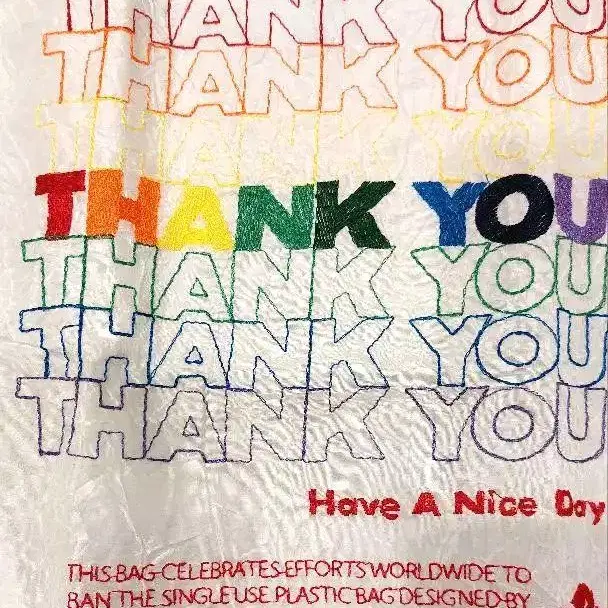 THANK YOU
THANK YOU
THANK YOU
THANK YOU
THANK YOU
THANK YOU
THANK YOU
Have A Nice Day
THIS BAG CELEBRATES EFFORTS WORLDWIDE TO
BAN THE SINGLE USE PLASTIC BAG DESIGNED BY